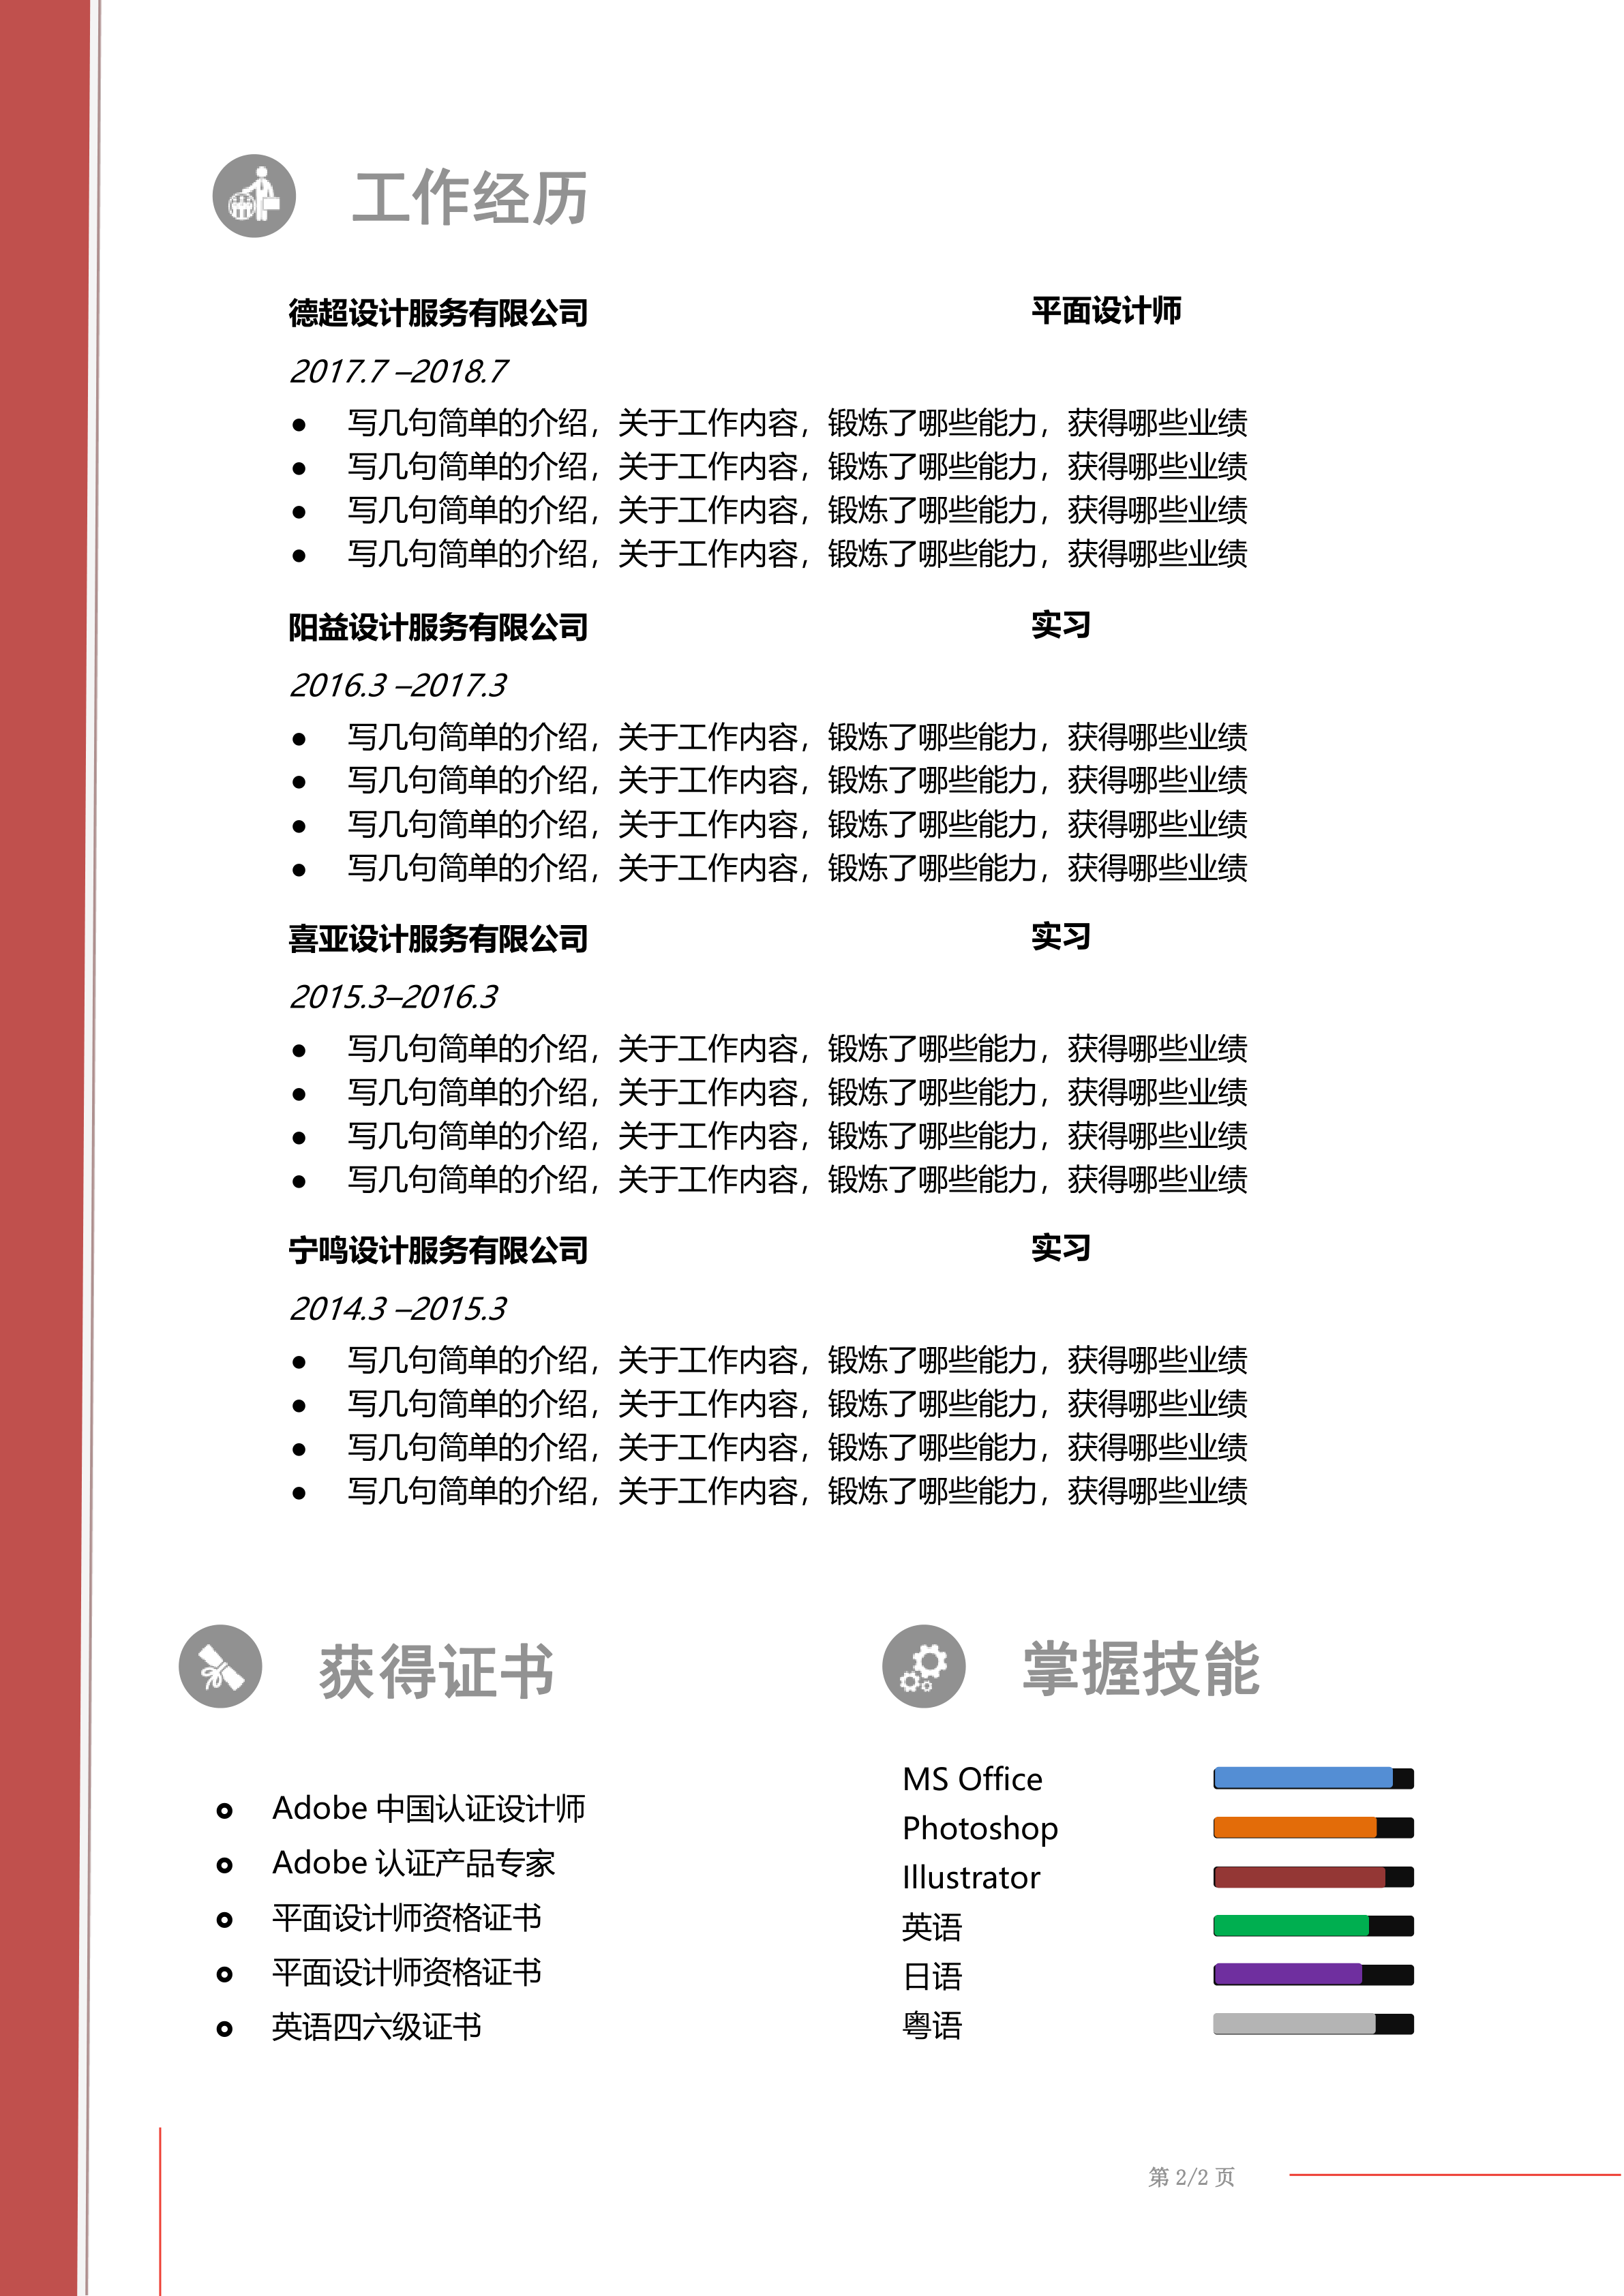 工作经历
德超设计服务有限公司 平面设计师
2017.7 –2018.7
● 写几句简单的介绍，关于工作内容，锻炼了哪些能力，获得哪些业绩
● 写几句简单的介绍，关于工作内容，锻炼了哪些能力，获得哪些业绩
● 写几句简单的介绍，关于工作内容，锻炼了哪些能力，获得哪些业绩
● 写几句简单的介绍，关于工作内容，锻炼了哪些能力，获得哪些业绩
阳益设计服务有限公司 实习
2016.3 –2017.3
● 写几句简单的介绍，关于工作内容，锻炼了哪些能力，获得哪些业绩
● 写几句简单的介绍，关于工作内容，锻炼了哪些能力，获得哪些业绩
● 写几句简单的介绍，关于工作内容，锻炼了哪些能力，获得哪些业绩
● 写几句简单的介绍，关于工作内容，锻炼了哪些能力，获得哪些业绩
喜亚设计服务有限公司 实习
2015.3–2016.3
● 写几句简单的介绍，关于工作内容，锻炼了哪些能力，获得哪些业绩
● 写几句简单的介绍，关于工作内容，锻炼了哪些能力，获得哪些业绩
● 写几句简单的介绍，关于工作内容，锻炼了哪些能力，获得哪些业绩
● 写几句简单的介绍，关于工作内容，锻炼了哪些能力，获得哪些业绩
宁鸣设计服务有限公司 实习
2014.3 –2015.3
● 写几句简单的介绍，关于工作内容，锻炼了哪些能力，获得哪些业绩
● 写几句简单的介绍，关于工作内容，锻炼了哪些能力，获得哪些业绩
● 写几句简单的介绍，关于工作内容，锻炼了哪些能力，获得哪些业绩
● 写几句简单的介绍，关于工作内容，锻炼了哪些能力，获得哪些业绩
获得证书
Adobe 中国认证设计师
Adobe 认证产品专家
平面设计师资格证书
平面设计师资格证书
英语四六级证书
掌握技能
MS Office
Photoshop
Illustrator
英语
日语
粤语
第 2/2 页